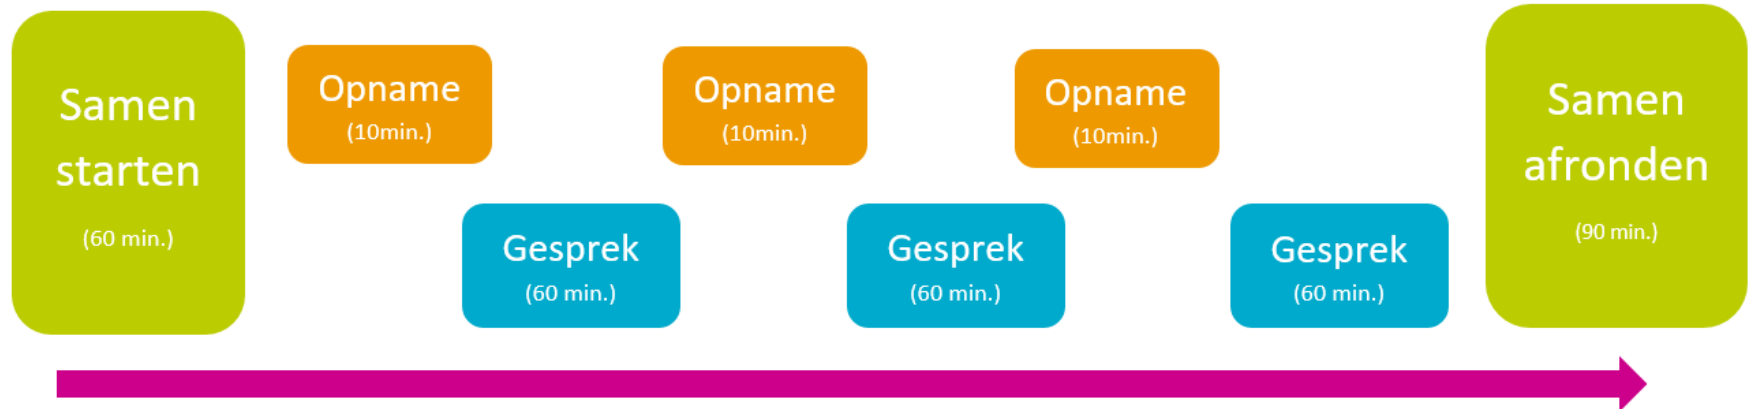 Samen
starten
(60 min.)
Opname
(10min.)
Gesprek
(60 min.)
Opname
(10min.)
Gesprek
(60 min.)
Opname
(10min.)
Gesprek
(60 min.)
Samen
afronden
(90 min.)